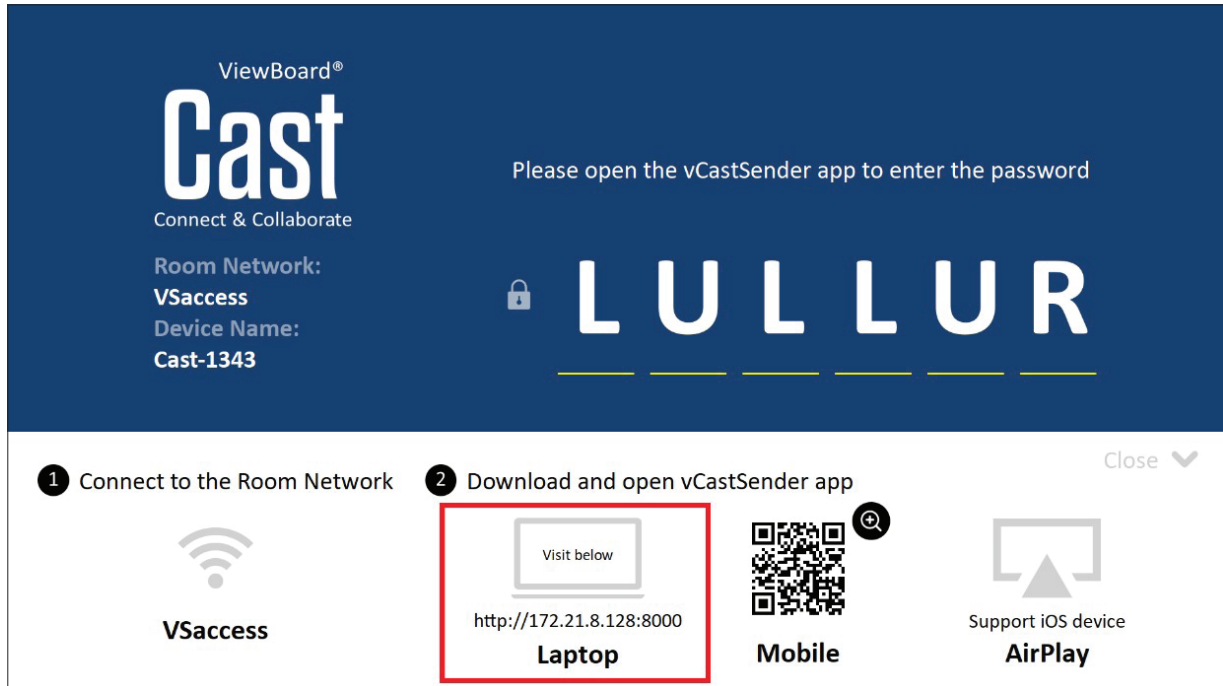 ViewBoard®
Cast
Connect & Collaborate
Room Network:
VSaccess
Device Name:
Cast-1343
Please open the vCastSender app to enter the password
LULLUR
Close
1 Connect to the Room Network
VSaccess
2 Download and open vCastSender app
Visit below
http://172.21.8.128:8000
Laptop
Mobile
Support iOS device
AirPlay